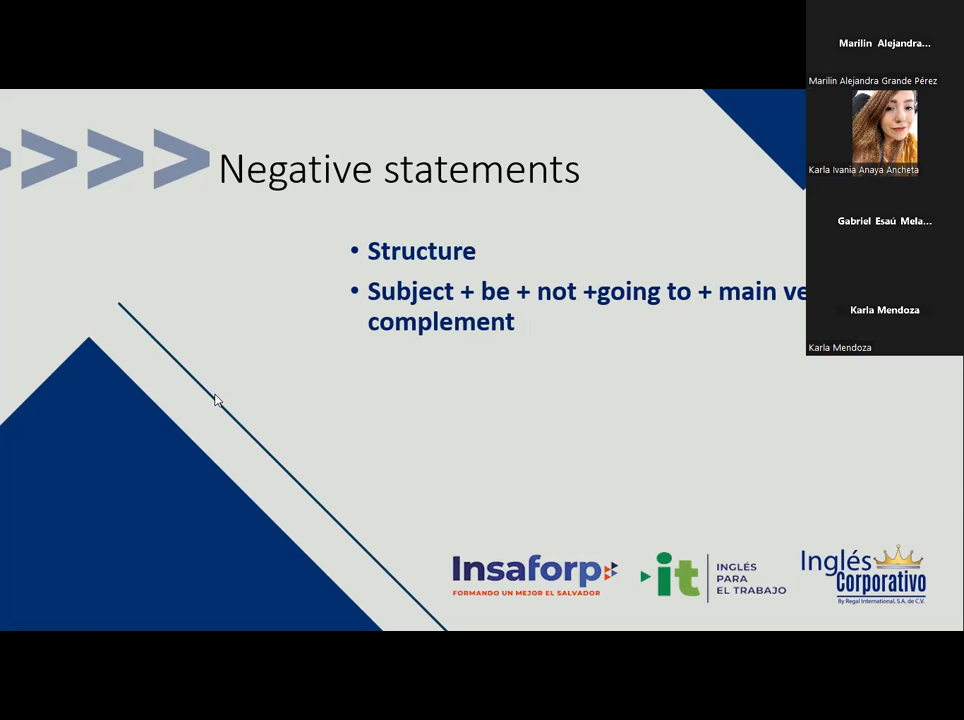 Negative statements
• Structure
• Subject + be + not +going to + main
complement
Insaforp
FORMANDO UN MEJOR EL SALVADOR
it
INGLÉS
PARA
EL TRABAJO
Inglés
Corporativo
By Regal International, S.A. de C.V.
Marilin Alejandra...
Marilin Alejandra Grande Pérez
Karla Ivania Anaya Ancheta
Gabriel Esaú Mela...
Karla Mendoza
Karla Mendoza